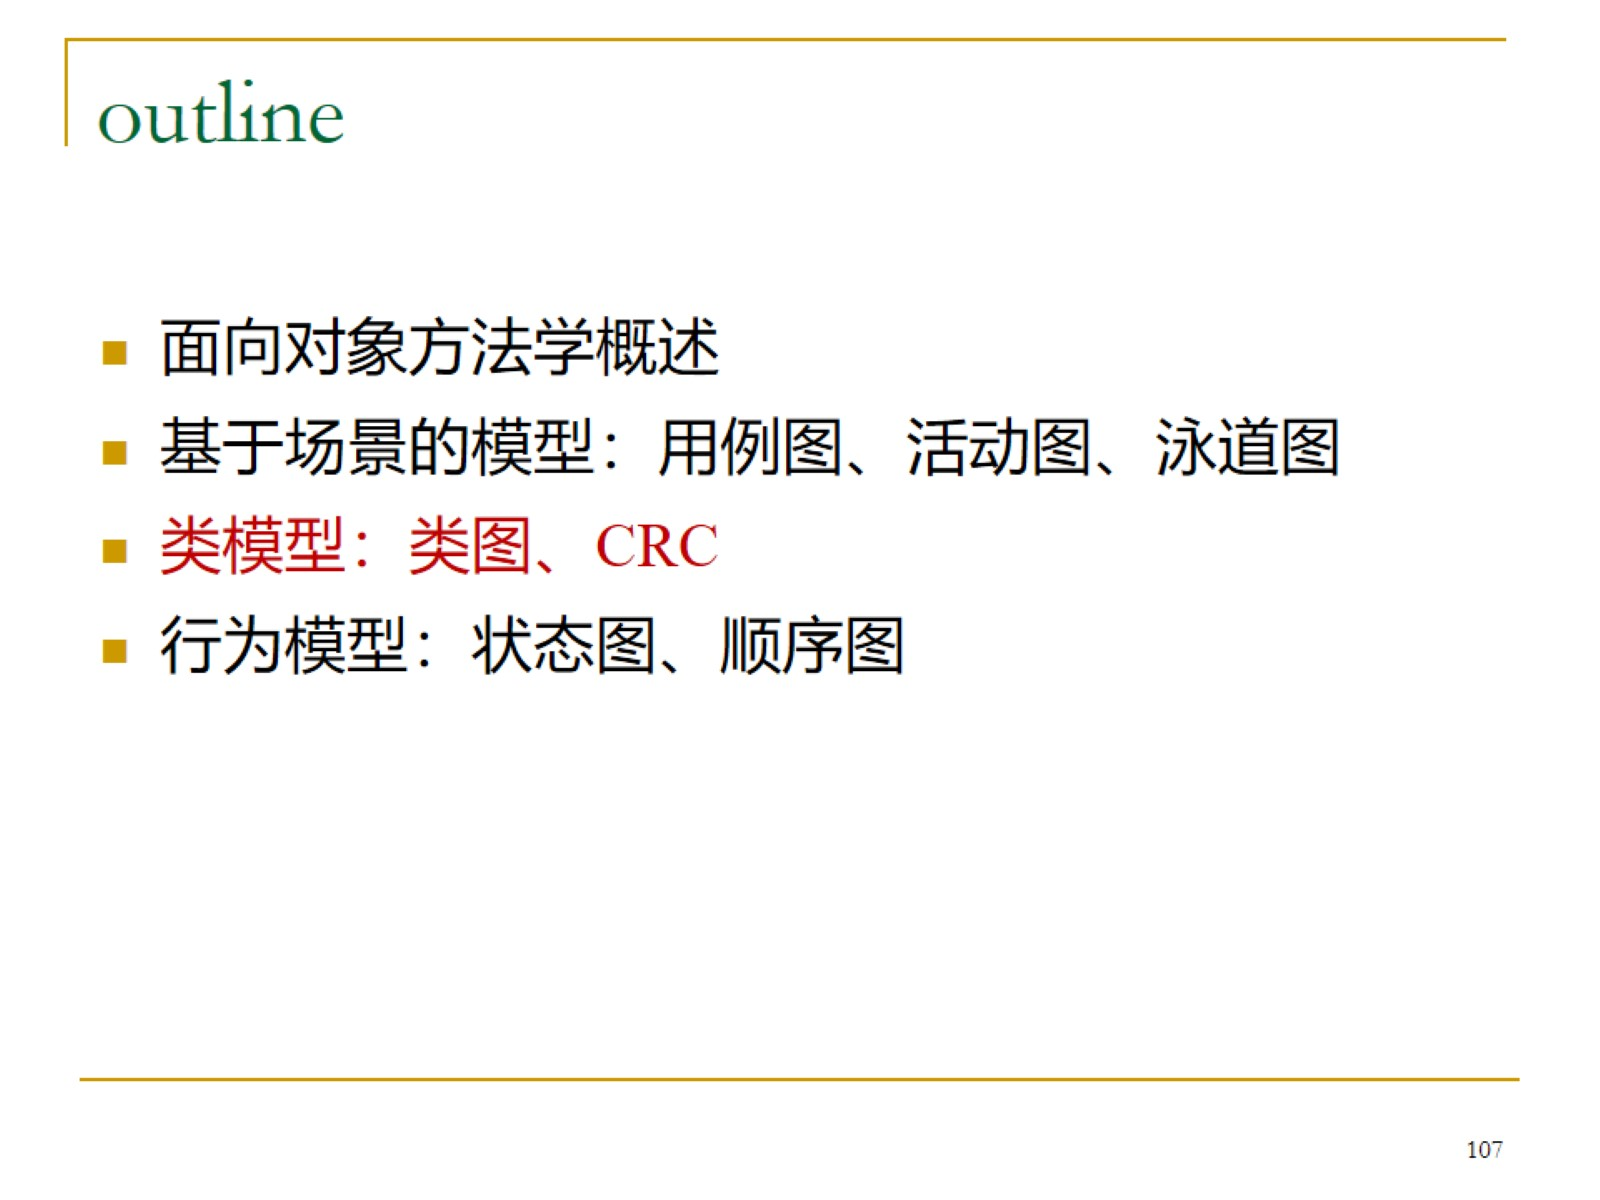 outline
面向对象方法学概述
基于场景的模型：用例图、活动图、泳道图
类模型：类图、CRC
行为模型：状态图、顺序图
107